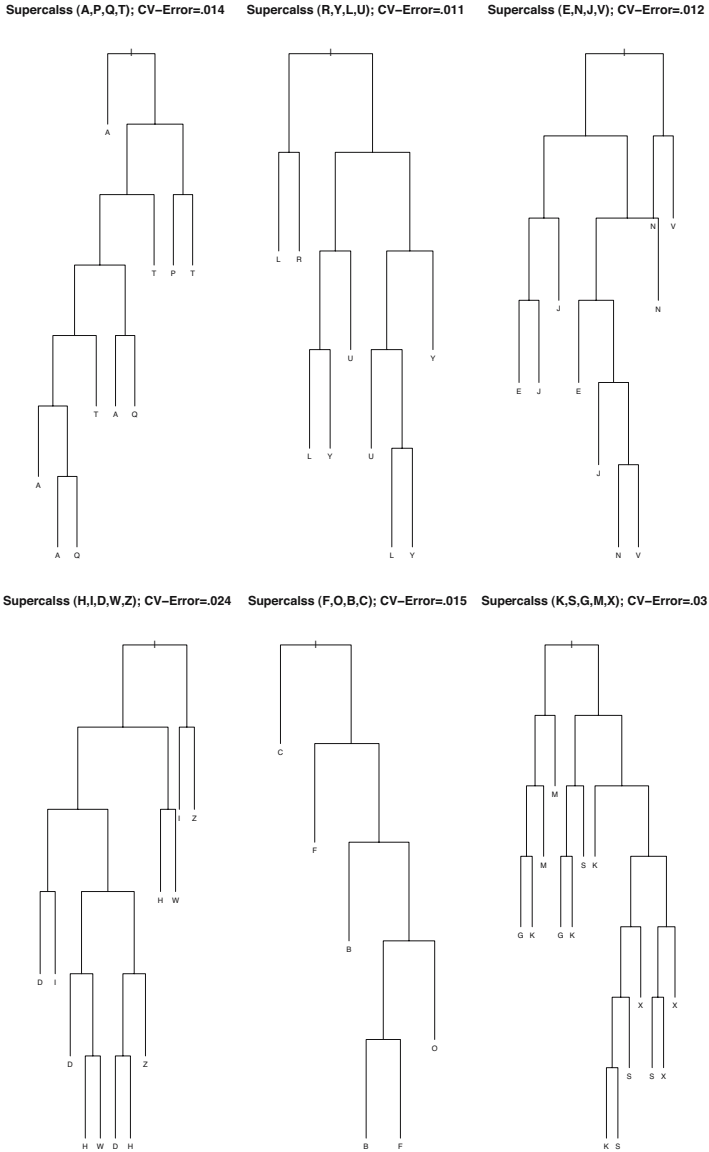 Supercalss (A,P,Q,T); CV−Error=.014 Supercalss (R,Y,L,U); CV−Error=.011 Supercalss (E,N,J,V); CV−Error=.012
A
N V
L R
T P T
J
N
U Y
E J E
T A Q
L Y U
J
A
A Q
L Y
N V
Supercalss (H,I,D,W,Z); CV−Error=.024 Supercalss (F,O,B,C); CV−Error=.015 Supercalss (K,S,G,M,X); CV−Error=.03
C
M
I Z
F
M S K
H W
G K G K
B
D I
X X
O
D Z
S S X
H W D H
B F
K S